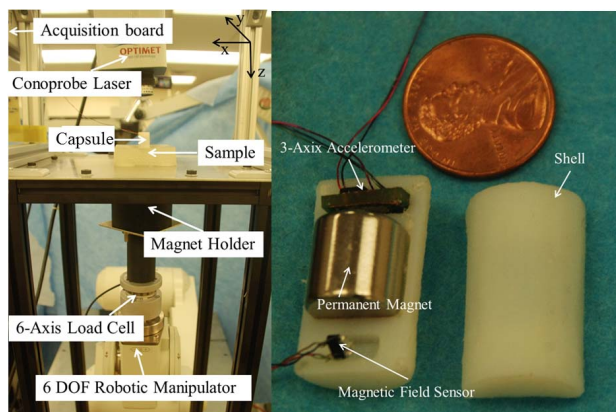 Acquisition board
OPTIMET
Conoprobe Laser
y
x
z
Capsule
Sample
Magnet Holder
6-Axis Load Cell
6 DOF Robotic Manipulator
3-Axix Accelerometer
Shell
Permanent Magnet
Magnetic Field Sensor